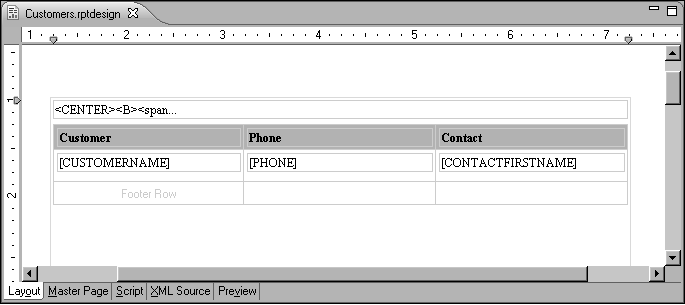 Customers.rptdesign
1 2 3 4 5 6 7
1
<CENTER><B><span...
Customer Phone Contact
[CUSTOMERNAME] [PHONE] [CONTACTFIRSTNAME]
2
Footer Row
Layout Master Page Script XML Source Preview